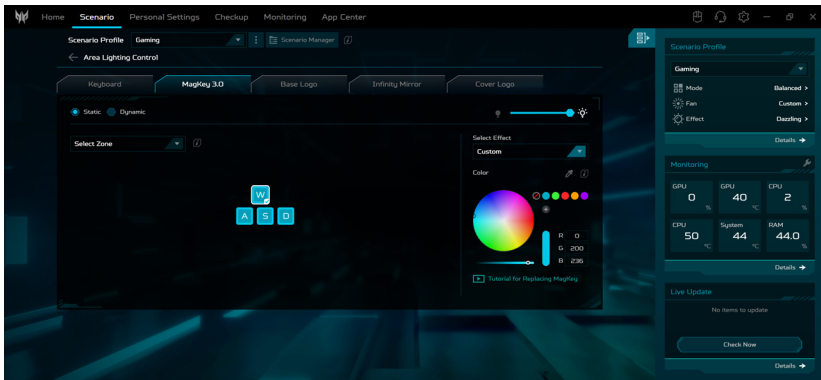 Home Scenario Personal Settings Checkup Monitoring App Center
Scenario Profile Gaming Scenario Manager
Area Lighting Control
Keyboard MagKey 3.0 Base Logo Infinity Mirror Cover Logo
Static Dynamic
Select Zone
W
A S D
Select Effect
Custom
Color
R 0
G 200
B 236
Tutorial for Replacing MagKey
Scenario Profile
Gaming
Mode Balanced >
Fan Custom >
Effect Dazzling >
Details
Monitoring
GPU 0 %
GPU 40 °C
CPU 2 %
CPU 50 °C
System 44 °C
RAM 44.0 %
Details
Live Update
No items to update
Check Now
Details